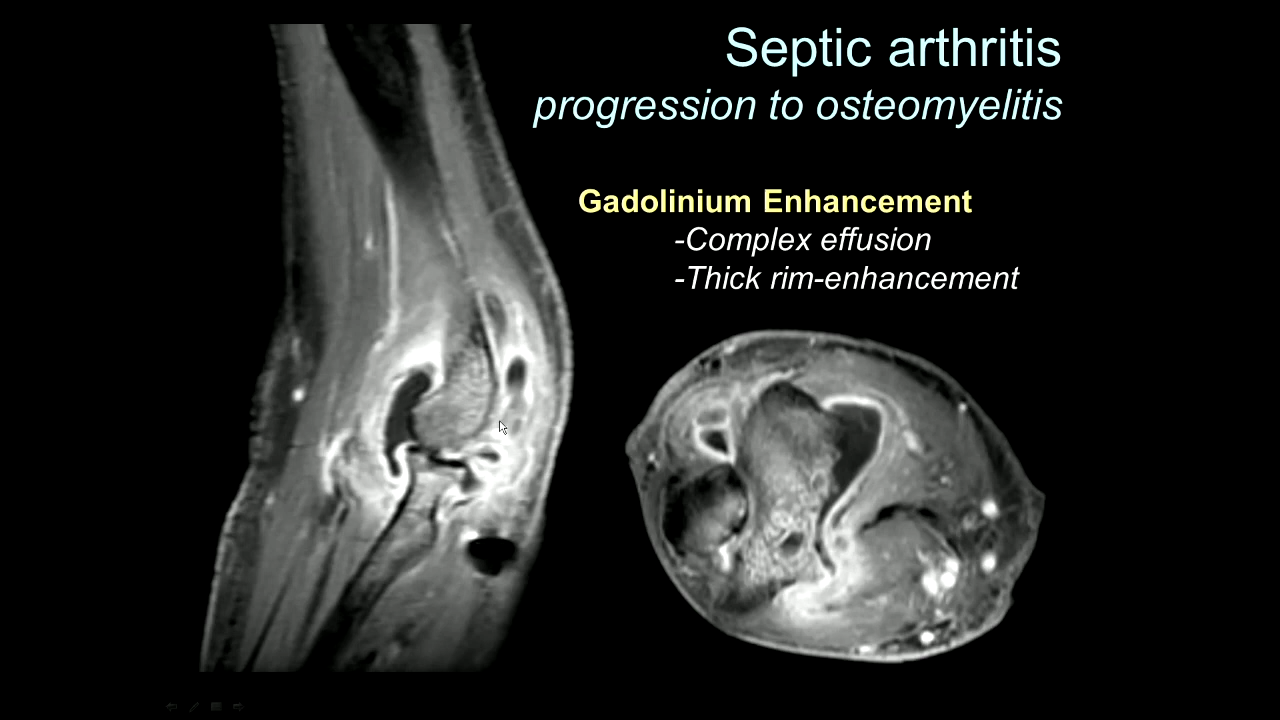 Septic arthritis
progression to osteomyelitis
Gadolinium Enhancement
-Complex effusion
-Thick rim-enhancement